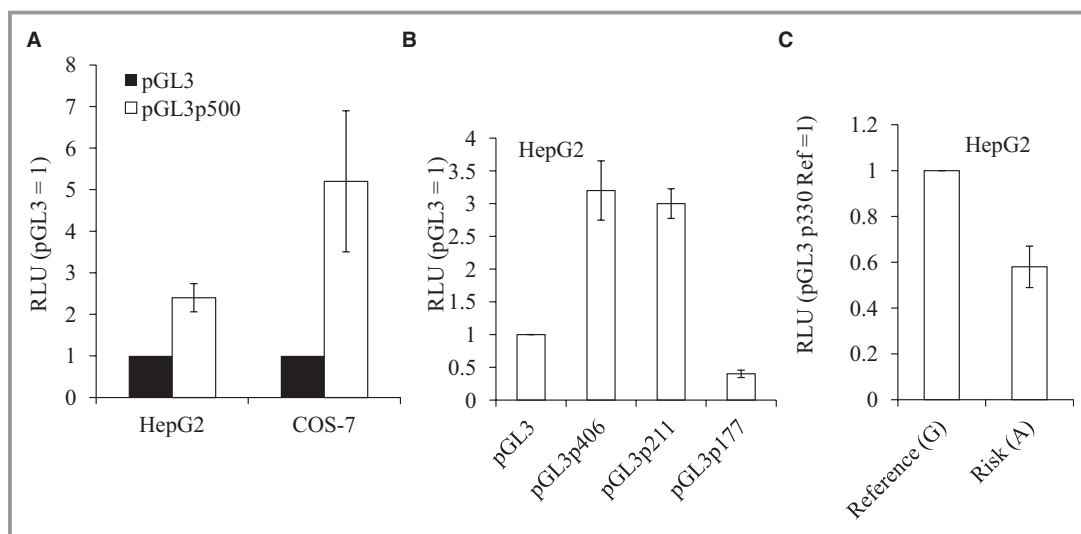 A
RLU (pGL3 = 1)
8
7
6
5
4
3
2
1
0
pGL3
pGL3p500
HepG2
COS-7
B
RLU (pGL3 = 1)
4
3.5
3
2.5
2
1.5
1
0.5
0
HepG2
pGL3
pGL3p406
pGL3p211
pGL3p177
C
RLU (pGL3 p330 Ref =1)
1.2
1
0.8
0.6
0.4
0.2
0
HepG2
Reference (G)
Risk (A)